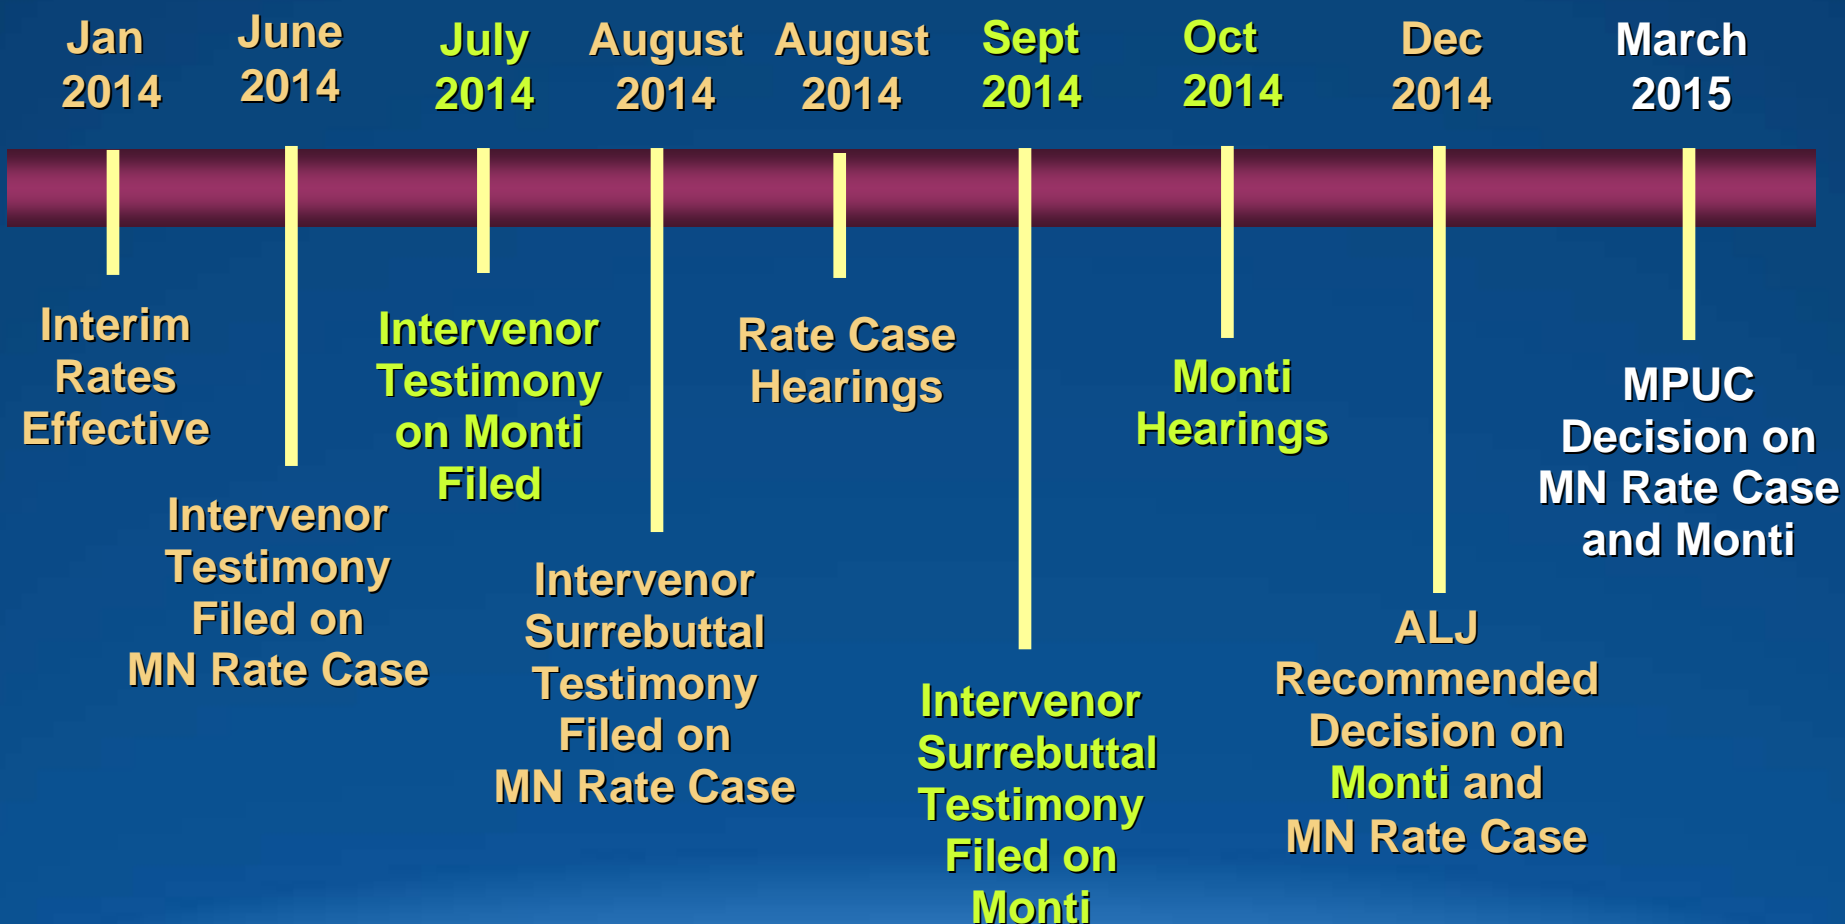 Jan
2014
June
2014
July
2014
August
2014
August
2014
Sept
2014
Oct
2014
Dec
2014
March
2015
Interim
Rates
Effective
Intervenor
Testimony
Filed on
MN Rate Case
Intervenor
Testimony
on Monti
Filed
Intervenor
Surrebuttal
Testimony
Filed on
MN Rate Case
Rate Case
Hearings
Intervenor
Surrebuttal
Testimony
Filed on
Monti
Monti
Hearings
ALJ
Recommended
Decision on
Monti and
MN Rate Case
MPUC
Decision on
MN Rate Case
and Monti